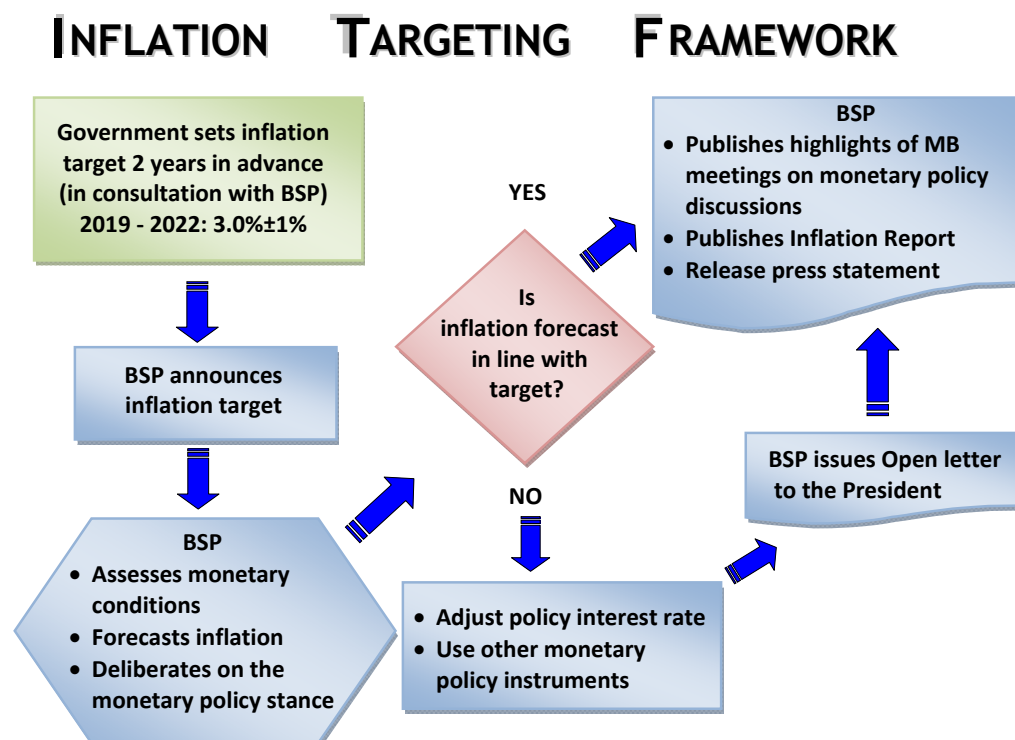 INFLATION TARGETING FRAMEWORK
Government sets inflation
target 2 years in advance
(in consultation with BSP)
2019 - 2022: 3.0%±1%
BSP announces
inflation target
BSP
• Assesses monetary
conditions
• Forecasts inflation
• Deliberates on the
monetary policy stance
Is
inflation forecast
in line with
target?
YES
NO
• Adjust policy interest rate
• Use other monetary
policy instruments
BSP issues Open letter
to the President
BSP
• Publishes highlights of MB
meetings on monetary policy
discussions
• Publishes Inflation Report
• Release press statement